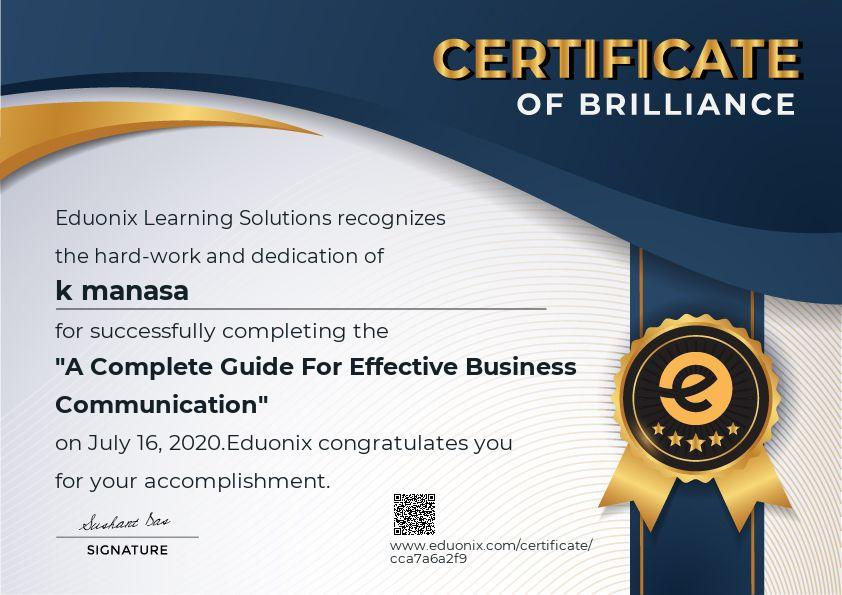 CERTIFICATE
OF BRILLIANCE
Eduonix Learning Solutions recognizes
the hard-work and dedication of
k manasa
for successfully completing the
"A Complete Guide For Effective Business
Communication"
on July 16, 2020.Eduonix congratulates you
for your accomplishment.
Sushant Das
SIGNATURE
www.eduonix.com/certificate/
cca7a6a2f9
e